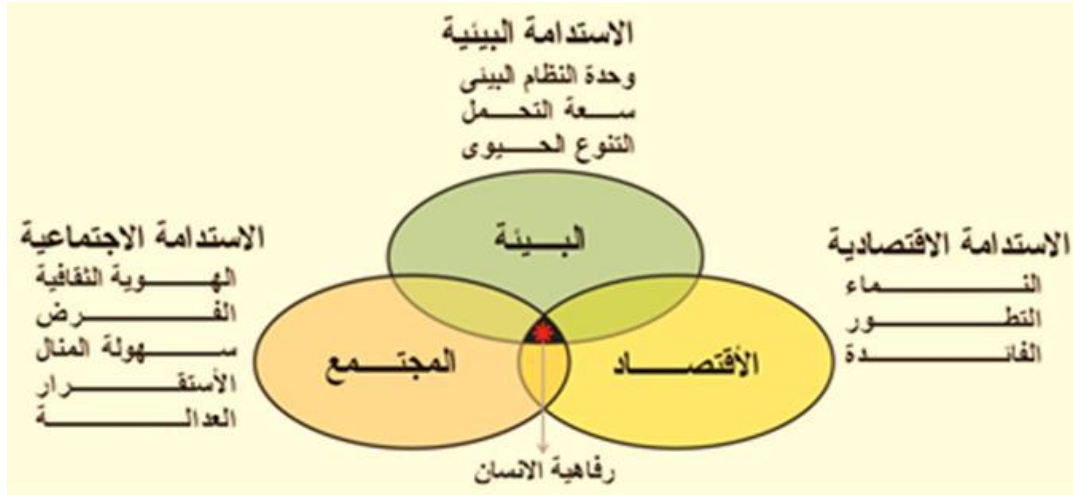 الاستدامة البيئية
وحدة النظام البيئى
سعة التحمل
التنوع الحيوى
البيئة
الاستدامة الاقتصادية
النماء
التطور
الفائدة
الاستدامة الاجتماعية
الهوية الثقافية
الفرض
سهولة المنال
الأستقرار
العدالة
الأقتصاد
المجتمع
رفاهية الانسان